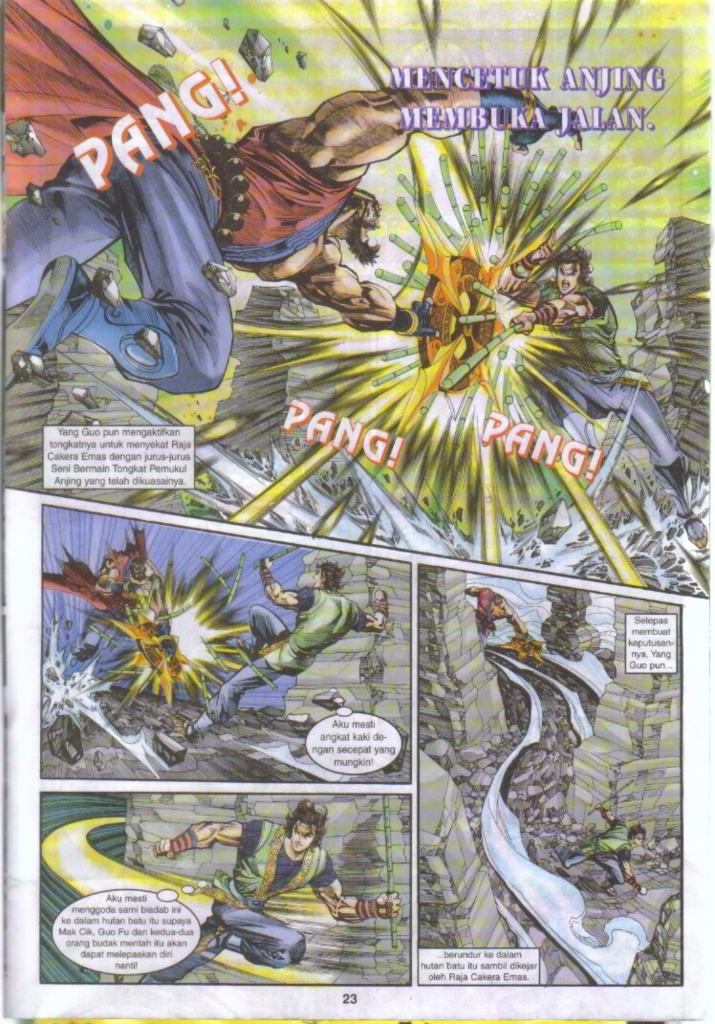 MENCETUK ANJING
MEMBUKA JALAN.
PANG!
Yang Guo pun mengaktifkan
tongkatnya untuk menyekat Raja
Cakera Emas dengan jurus-jurus
Seni Bermain Tongkat Pemukul
Anjing yang telah dikuasainya.
PANG!
PANG!
Aku mesti
angkat kaki de-
ngan secepat yang
mungkin!
Aku mesti
menggoda sami biadab ini
ke dalam hutan batu itu supaya
Mak Cik, Guo Fu dan kedua-dua
orang budak mentah itu akan
dapat melepaskan diri
nanti!
Selepas
membuat
keputusan-
nya, Yang
Guo pun...
...berundur ke dalam
hutan batu itu sambil dikejar
oleh Raja Cakera Emas.
23